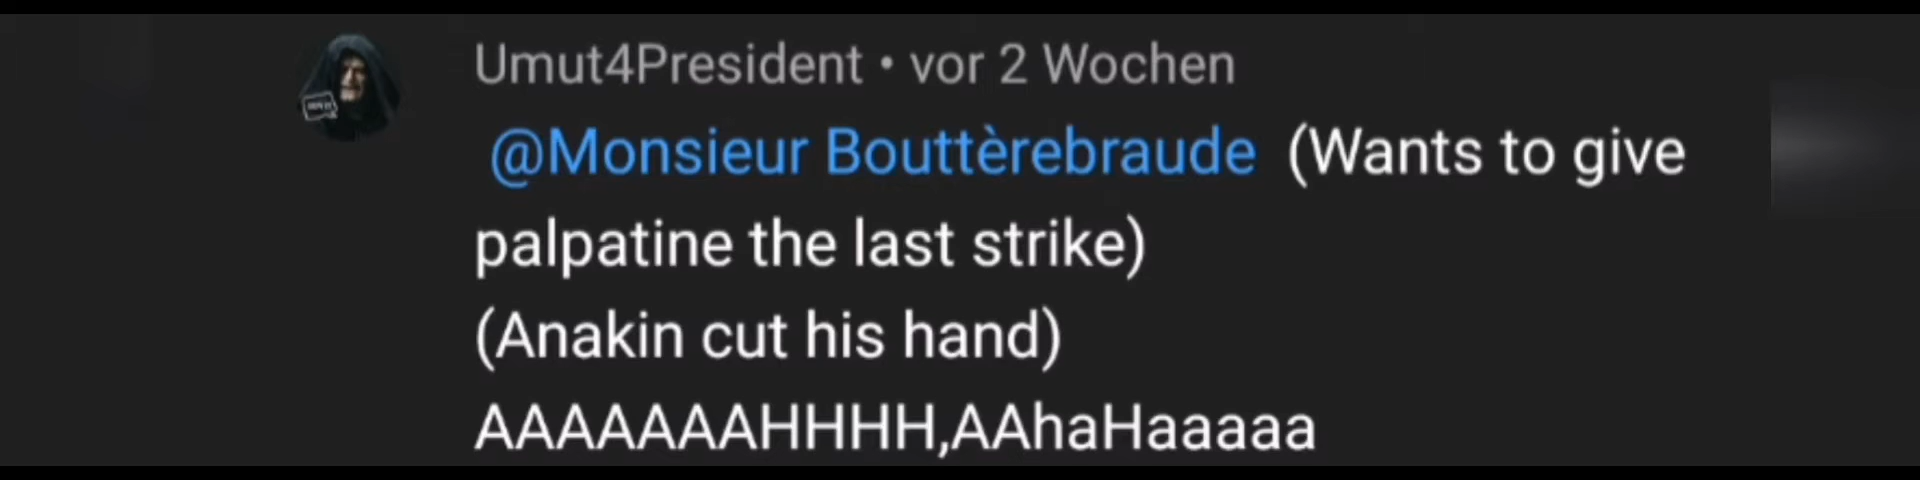 Umut4President • vor 2 Wochen
@Monsieur Bouttèrebraude (Wants to give
palpatine the last strike)
(Anakin cut his hand)
AAAAAAAHHHH,AAhaHaaaaa